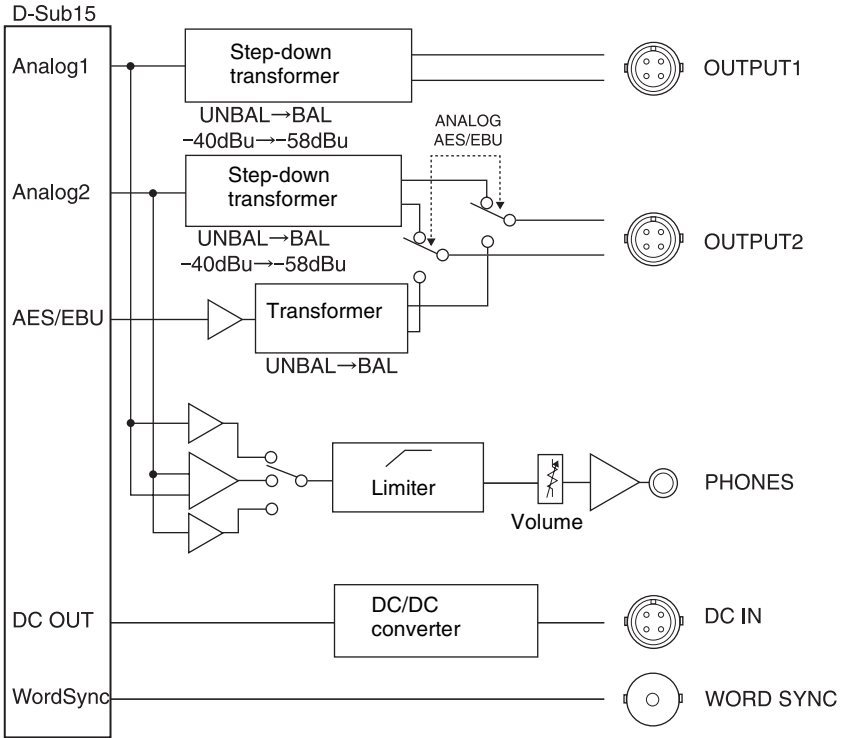 D-Sub15
Analog1
Step-down
transformer
OUTPUT1
UNBAL→BAL
−40dBu→−58dBu
ANALOG
AES/EBU
Analog2
Step-down
transformer
UNBAL→BAL
−40dBu→−58dBu
OUTPUT2
AES/EBU
Transformer
UNBAL→BAL
Limiter
Volume
PHONES
DC OUT
DC/DC
converter
DC IN
WordSync
WORD SYNC